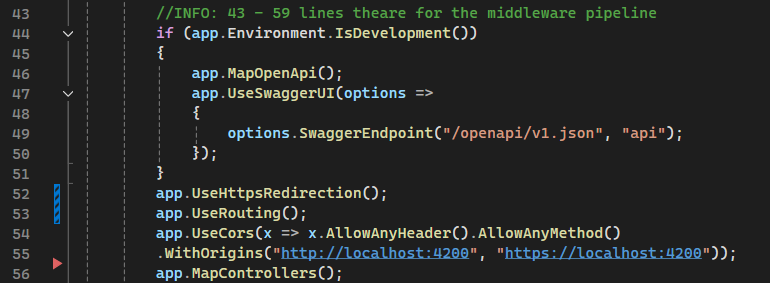 43 //INFO: 43 - 59 lines theare for the middleware pipeline
44 if (app.Environment.IsDevelopment())
45 {
46 app.MapOpenApi();
47 app.UseSwaggerUI(options =>
48 {
49 options.SwaggerEndpoint("/openapi/v1.json", "api");
50 });
51 }
52 app.UseHttpsRedirection();
53 app.UseRouting();
54 app.UseCors(x => x.AllowAnyHeader().AllowAnyMethod()
55 .WithOrigins("http://localhost:4200", "https://localhost:4200"));
56 app.MapControllers();